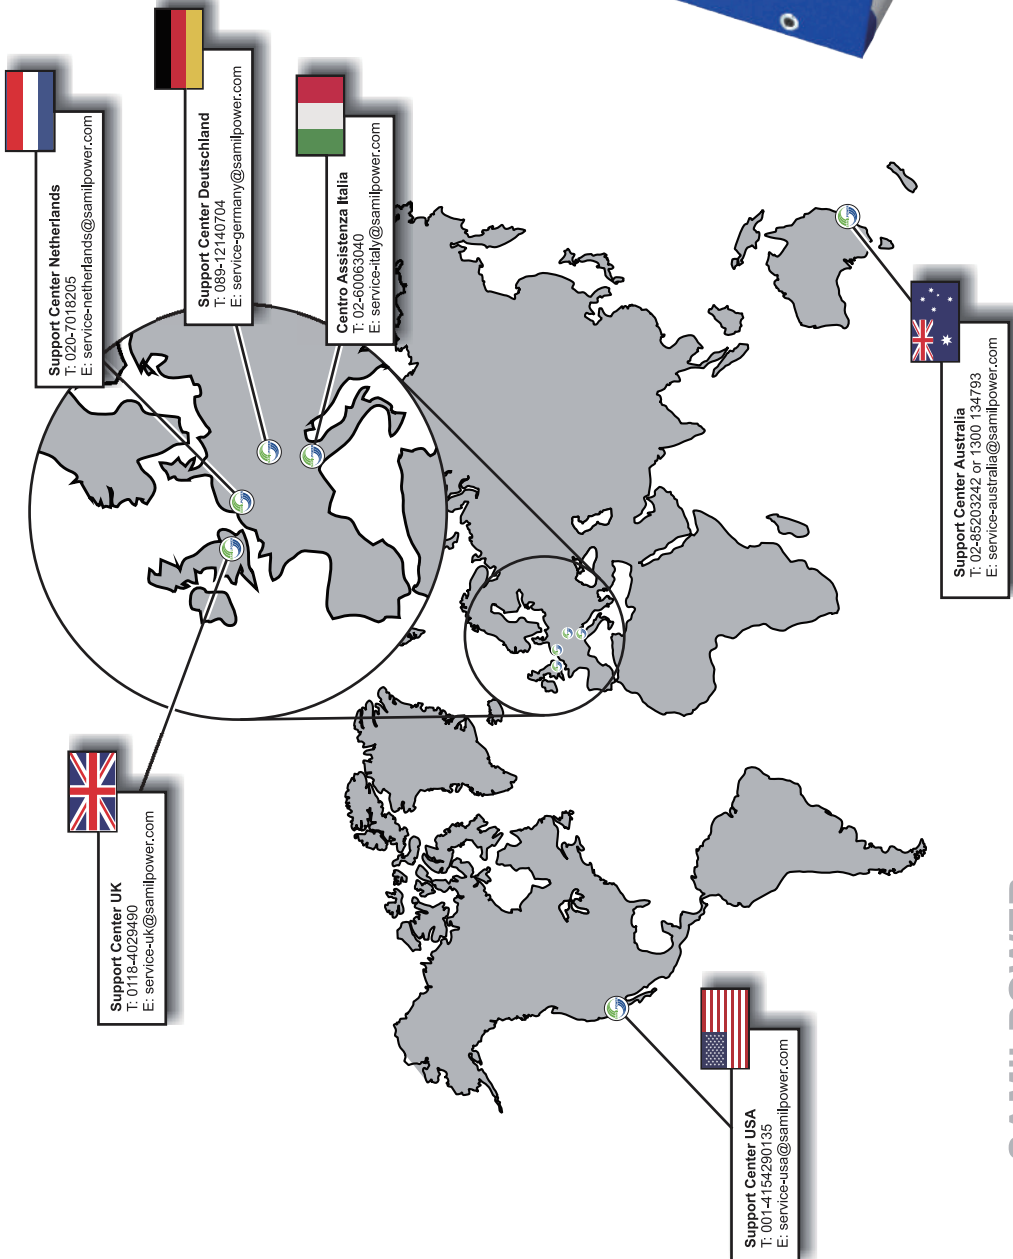 Support Center Netherlands
T: 020-7018205
E: service-netherlands@samilpower.com
Support Center Deutschland
T: 089-12140704
E: service-germany@samilpower.com
Centro Assistenza Italia
T: 02-60063040
E: service-italy@samilpower.com
Support Center UK
T: 0118-4029490
E: service-uk@samilpower.com
Support Center USA
T: 001-4154290135
E: service-usa@samilpower.com
Support Center Australia
T: 02-85203242 or 1300 134793
E: service-australia@samilpower.com